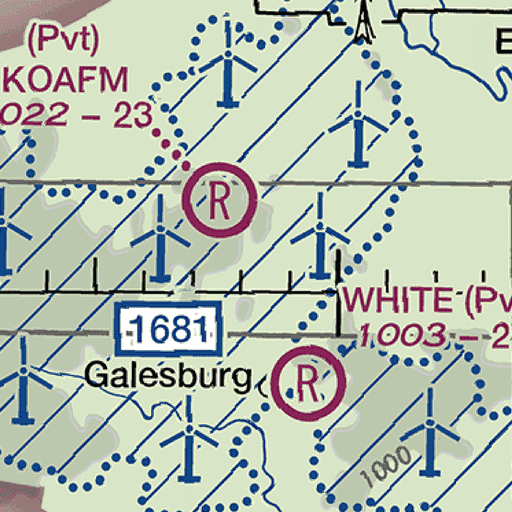 (Pvt)
KOAFM
022 - 23
R
WHITE (Pv
1003 - 2
1681
Galesburg
R
1000
E